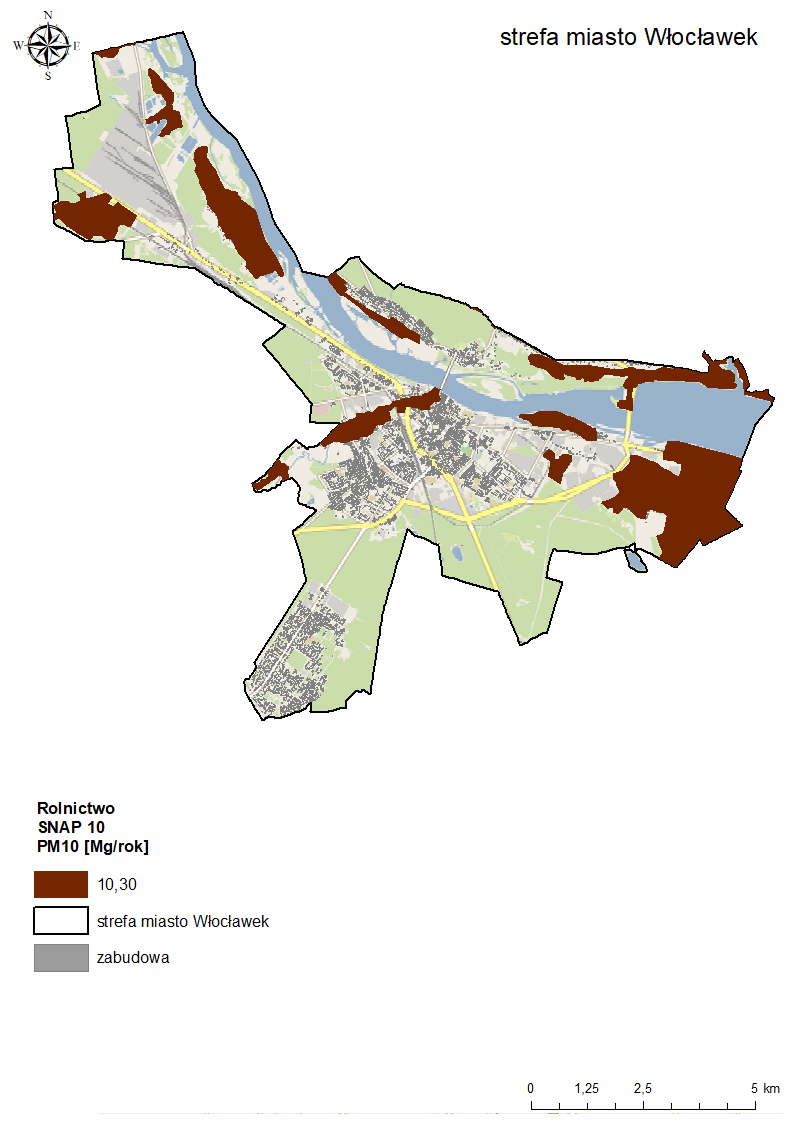 N
W E
S
strefa miasto Włocławek
Rolnictwo
SNAP 10
PM10 [Mg/rok]
10,30
strefa miasto Włocławek
zabudowa
0 1,25 2,5 5 km